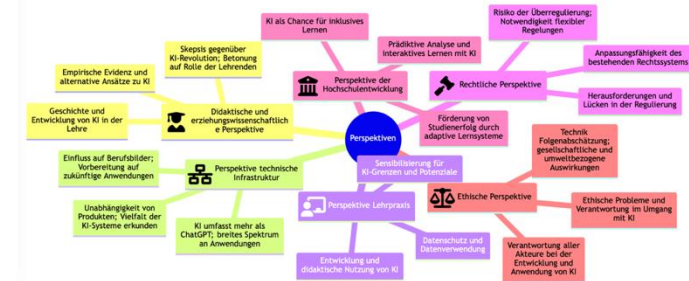 KI als Chance für inklusives
Lernen
Risiko der Überregulierung;
Notwendigkeit flexibler
Regelungen
Skepsis gegenüber
KI-Revolution; Betonung
auf Rolle der Lehrenden
Prädiktive Analyse und
interaktives Lernen mit KI
Anpassungsfähigkeit des
bestehenden Rechtssystems
Empirische Evidenz und
alternative Ansätze zu KI
Perspektive der
Hochschulentwicklung
Rechtliche Perspektive
Herausforderungen und
Lücken in der Regulierung
Geschichte und
Entwicklung von KI in der
Lehre
Didaktische und
erziehungswissenschaftlich
e Perspektive
Förderung von
Studienerfolg durch
adaptive Lernsysteme
Perspektiven
Technik
Folgenabschätzung;
gesellschaftliche und
umweltbezogene
Auswirkungen
Einfluss auf Berufsbilder;
Vorbereitung auf
zukünftige Anwendungen
Perspektive technische
Infrastruktur
Sensibilisierung für
KI-Grenzen und Potenziale
Perspektive Lehrpraxis
Ethische Perspektive
Ethische Probleme und
Verantwortung im Umgang
mit KI
Unabhängigkeit von
Produkten; Vielfalt der
KI-Systeme erkunden
KI umfasst mehr als
ChatGPT; breites Spektrum
an Anwendungen
Datenschutz und
Datenverwendung
Entwicklung und
didaktische Nutzung von KI
Verantwortung aller
Akteure bei der
Entwicklung und
Anwendung von KI